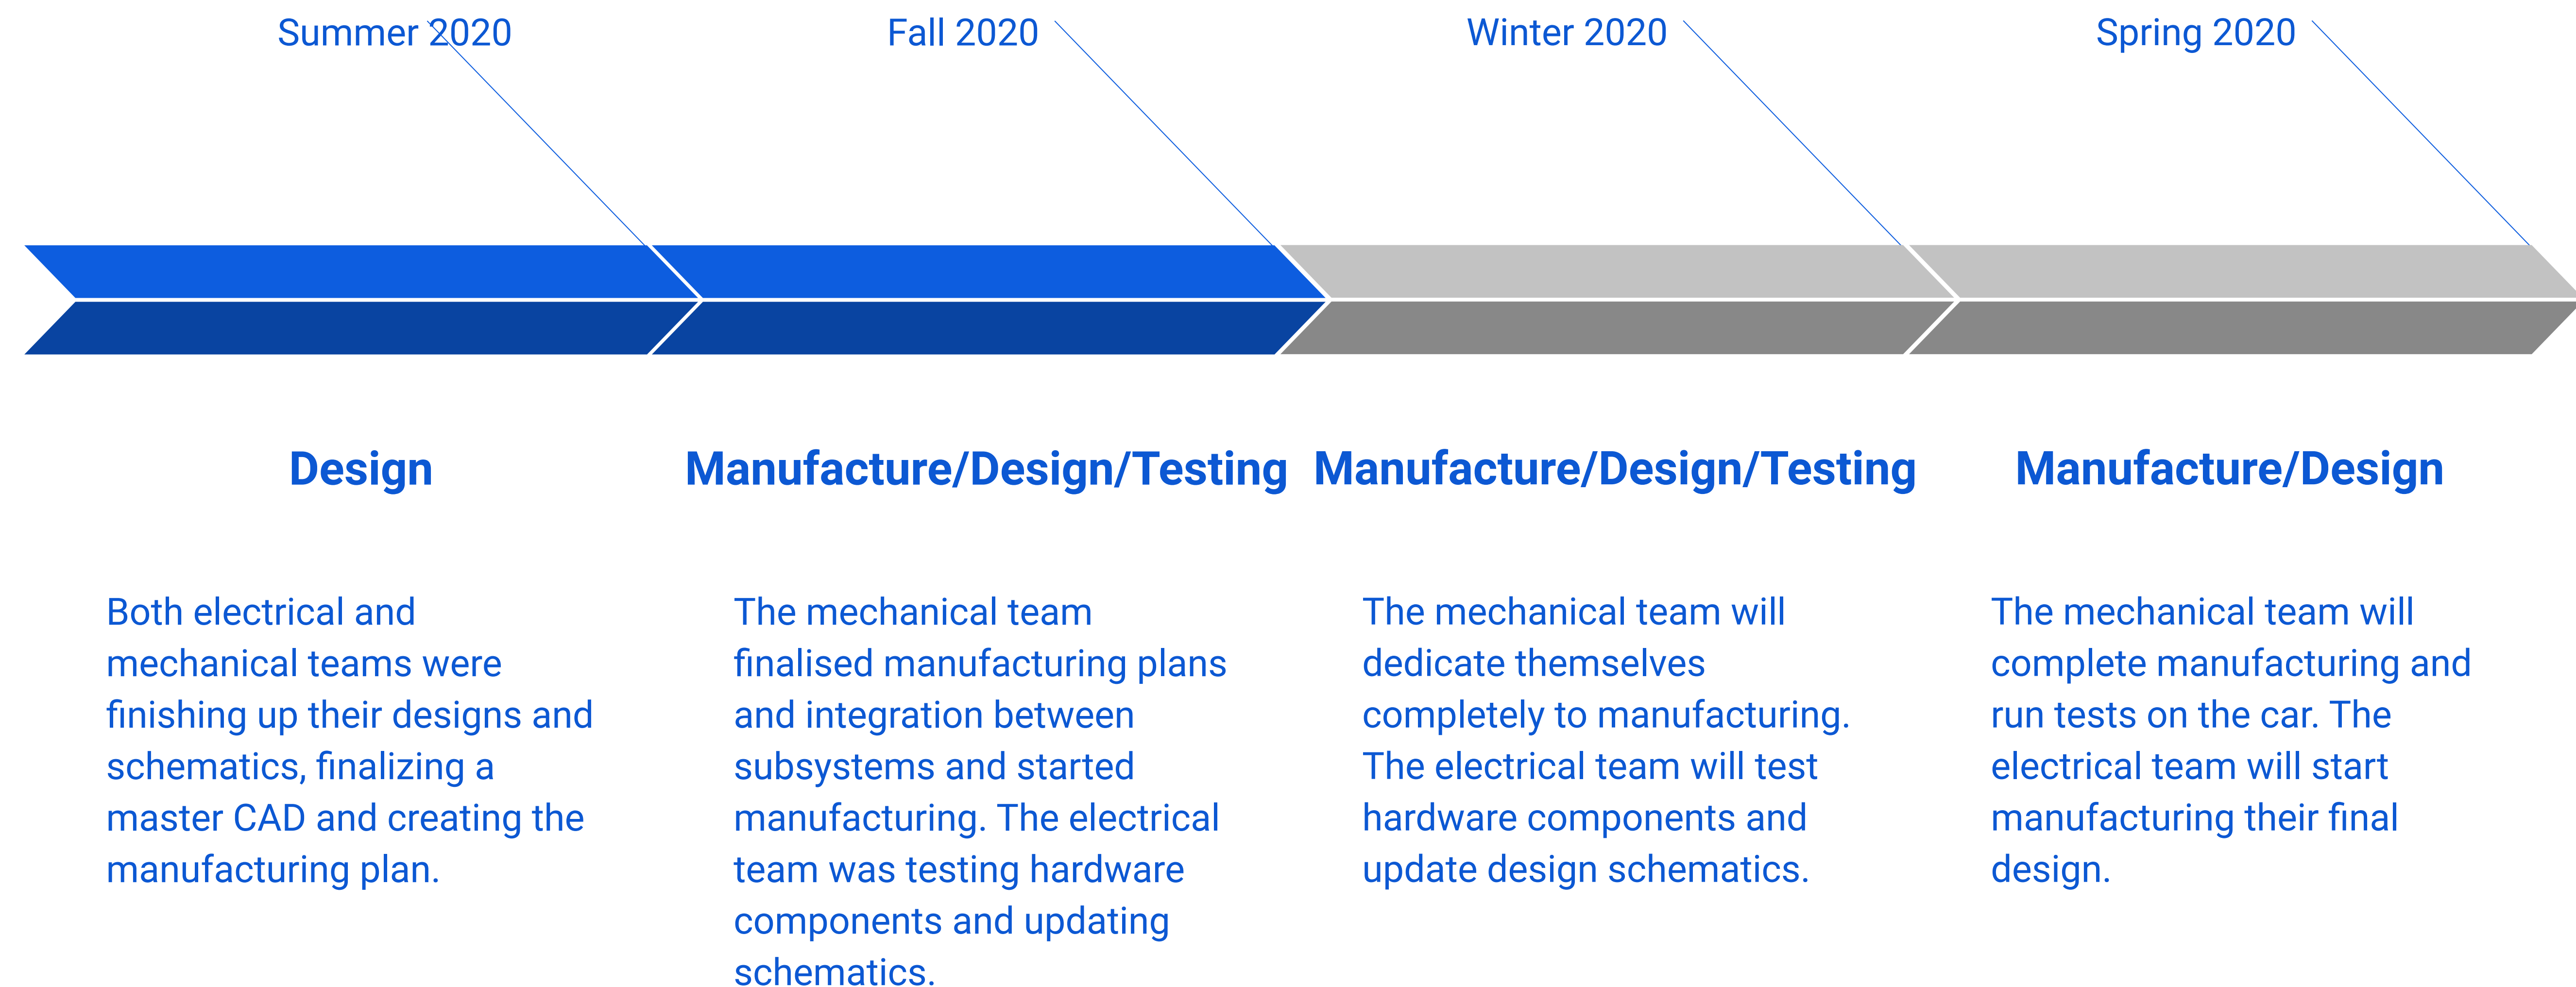 Summer 2020
Fall 2020
Winter 2020
Spring 2020
Design
Both electrical and
mechanical teams were
finishing up their designs and
schematics, finalizing a
master CAD and creating the
manufacturing plan.
Manufacture/Design/Testing
The mechanical team
finalised manufacturing plans
and integration between
subsystems and started
manufacturing. The electrical
team was testing hardware
components and updating
schematics.
Manufacture/Design/Testing
The mechanical team will
dedicate themselves
completely to manufacturing.
The electrical team will test
hardware components and
update design schematics.
Manufacture/Design
The mechanical team will
complete manufacturing and
run tests on the car. The
electrical team will start
manufacturing their final
design.